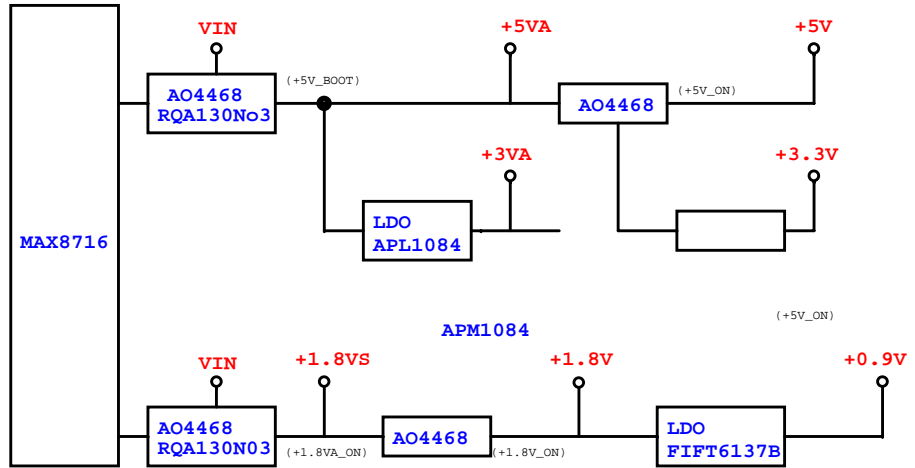 VIN
+5VA
+5V
(+5V_BOOT)
(+5V_ON)
AO4468
RQA130No3
AO4468
+3VA
+3.3V
LDO
APL1084
MAX8716
(+5V_ON)
APM1084
VIN
+1.8VS
+1.8V
+0.9V
AO4468
RQA130N03
AO4468
LDO
FIFT6137B
(+1.8VA_ON)
(+1.8V_ON)